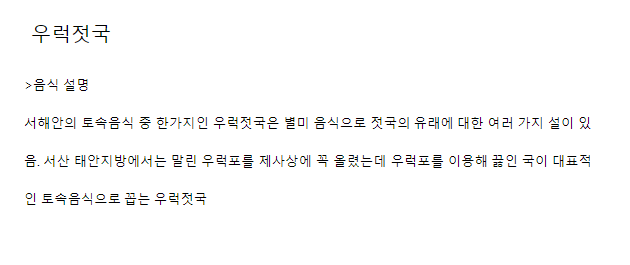 우럭젓국
>음식 설명
서해안의 토속음식 중 한가지인 우럭젓국은 별미 음식으로 젓국의 유래에 대한 여러 가지 설이 있
음. 서산 태안지방에서는 말린 우럭포를 제사상에 꼭 올렸는데 우럭포를 이용해 끓인 국이 대표적
인 토속음식으로 꼽는 우럭젓국